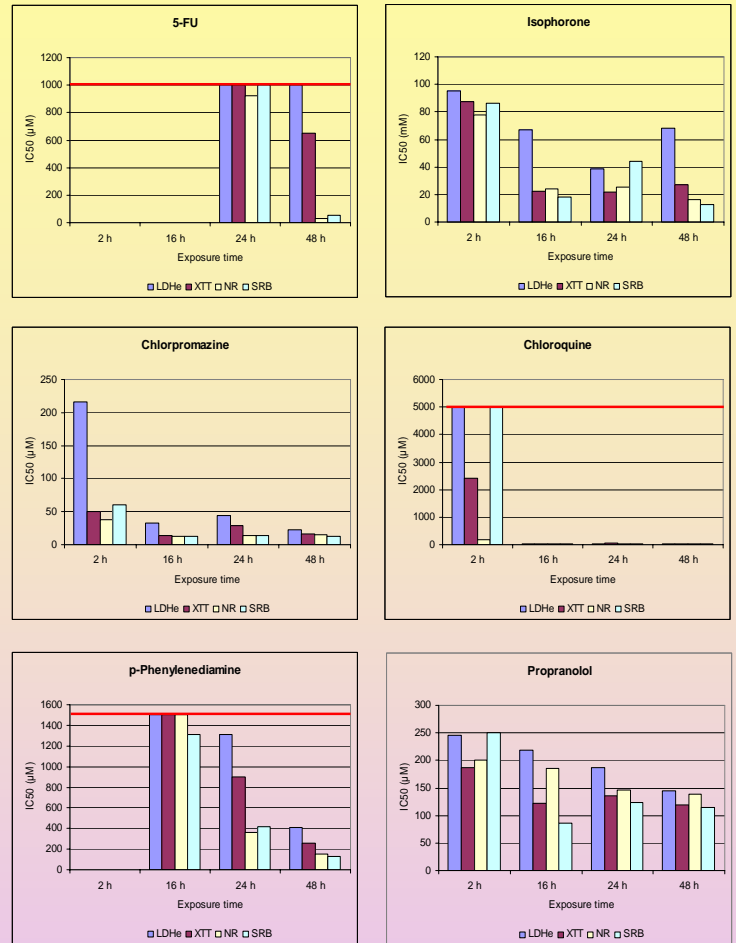 5-FU
1200
1000
800
600
400
200
0
IC50 (µM)
2 h 16 h 24 h 48 h
Exposure time
LDHe XTT NR SRB
Isophorone
120
100
80
60
40
20
0
IC50 (mM)
2 h 16 h 24 h 48 h
Exposure time
LDHe XTT NR SRB
Chlorpromazine
250
200
150
100
50
0
IC50 (µM)
2 h 16 h 24 h 48 h
Exposure time
LDHe XTT NR SRB
Chloroquine
6000
5000
4000
3000
2000
1000
0
IC50 (µM)
2 h 16 h 24 h 48 h
Exposure time
LDHe XTT NR SRB
p-Phenylenediamine
1600
1400
1200
1000
800
600
400
200
0
IC50 (µM)
2 h 16 h 24 h 48 h
Exposure time
LDHe XTT NR SRB
Propranolol
300
250
200
150
100
50
0
IC50 (µM)
2 h 16 h 24 h 48 h
Exposure time
LDHe XTT NR SRB